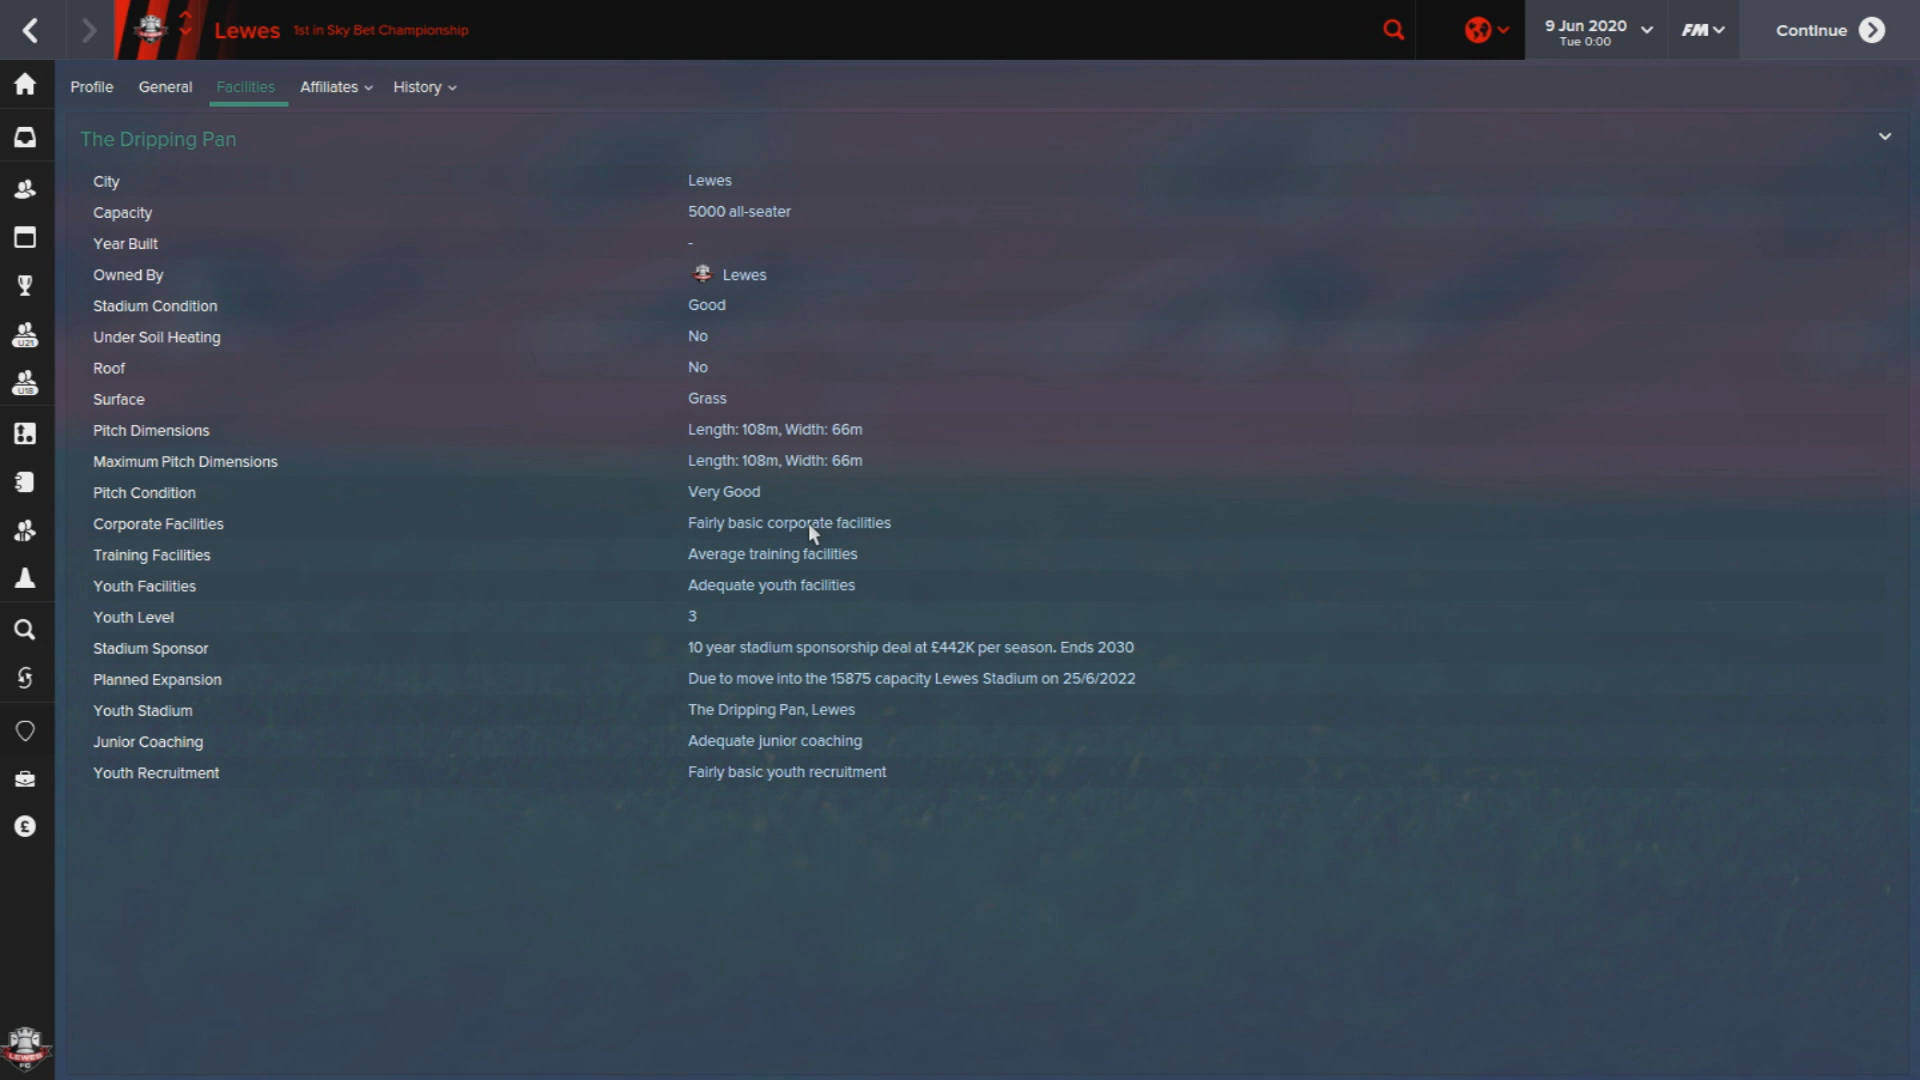 Lewes 1st in Sky Bet Championship
9 Jun 2020
Tue 0:00
FM
Continue
Profile General Facilities Affiliates History
The Dripping Pan
City Lewes
Capacity 5000 all-seater
Year Built -
Owned By Lewes
Stadium Condition Good
Under Soil Heating No
Roof No
Surface Grass
Pitch Dimensions Length: 108m, Width: 66m
Maximum Pitch Dimensions Length: 108m, Width: 66m
Pitch Condition Very Good
Corporate Facilities Fairly basic corporate facilities
Training Facilities Average training facilities
Youth Facilities Adequate youth facilities
Youth Level 3
Stadium Sponsor 10 year stadium sponsorship deal at £442K per season. Ends 2030
Planned Expansion Due to move into the 15875 capacity Lewes Stadium on 25/6/2022
Youth Stadium The Dripping Pan, Lewes
Junior Coaching Adequate junior coaching
Youth Recruitment Fairly basic youth recruitment
U21
U18
£
LEWES
FC